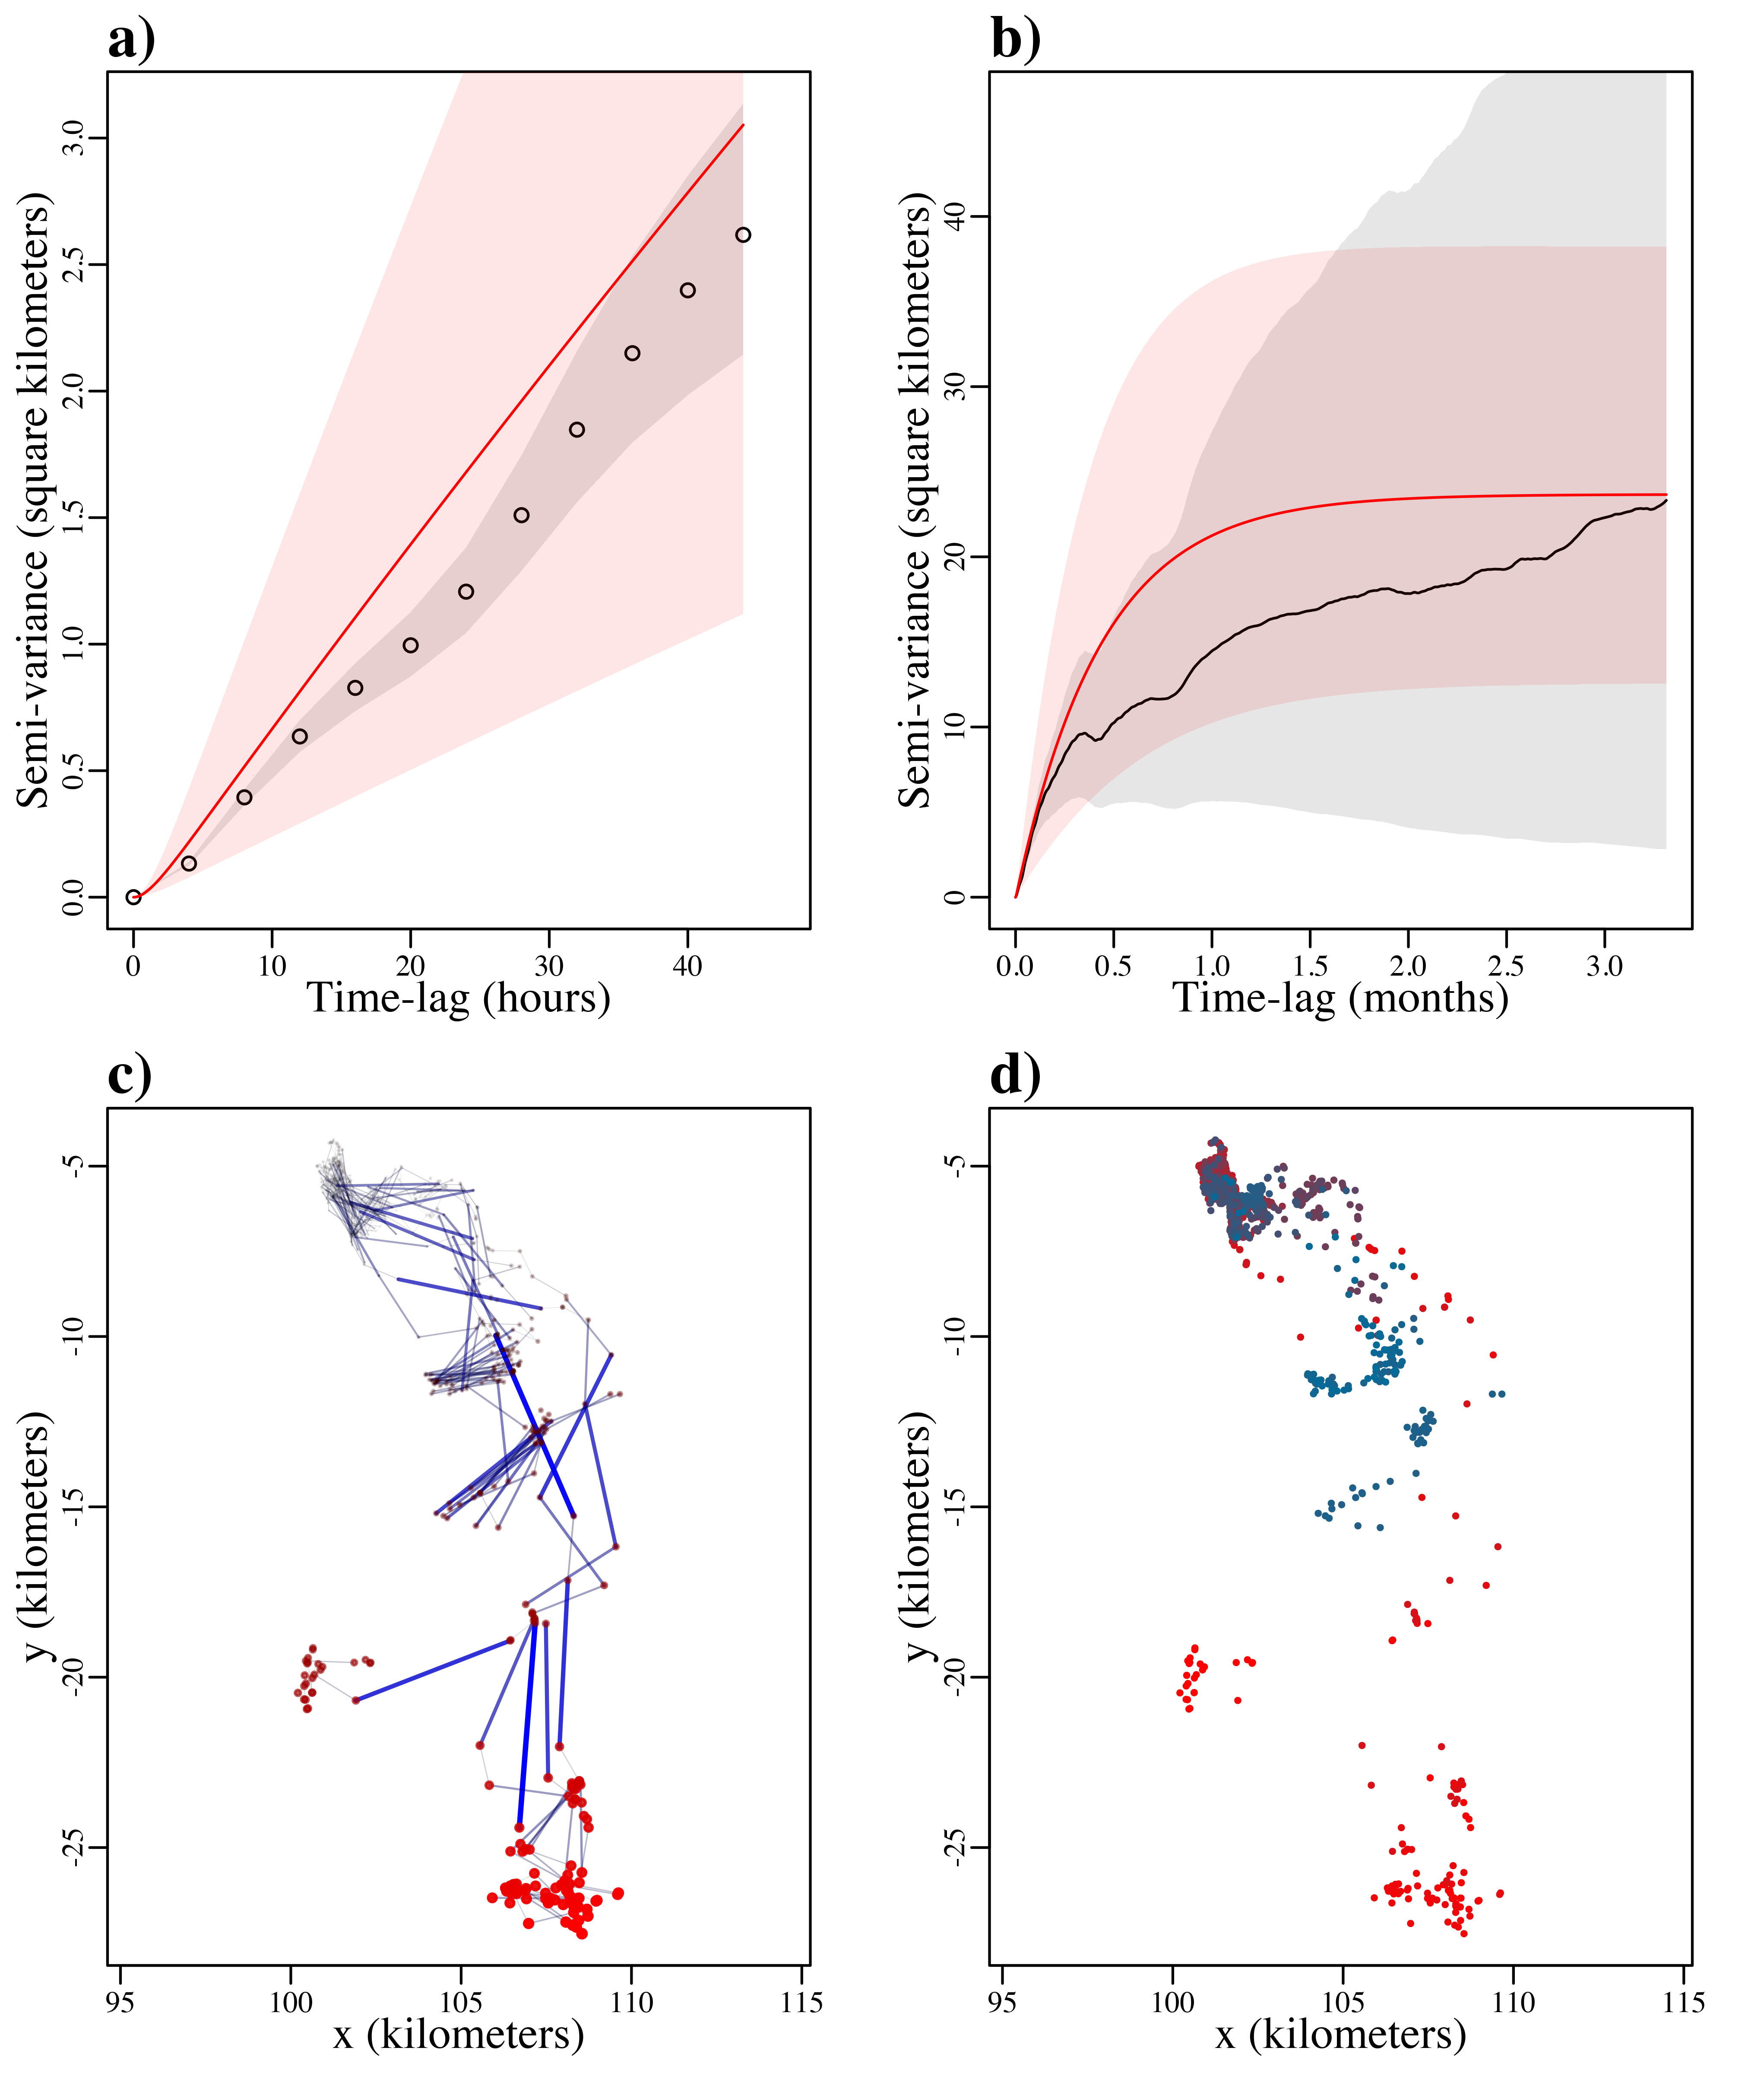 a)
Semi-variance (square kilometers)
3.0
2.5
2.0
1.5
1.0
0.5
0.0
0 10 20 30 40
Time-lag (hours)
b)
Semi-variance (square kilometers)
40
30
20
10
0
0.0 0.5 1.0 1.5 2.0 2.5 3.0
Time-lag (months)
c)
y (kilometers)
-5
-10
-15
-20
-25
95 100 105 110 115
x (kilometers)
d)
y (kilometers)
-5
-10
-15
-20
-25
95 100 105 110 115
x (kilometers)